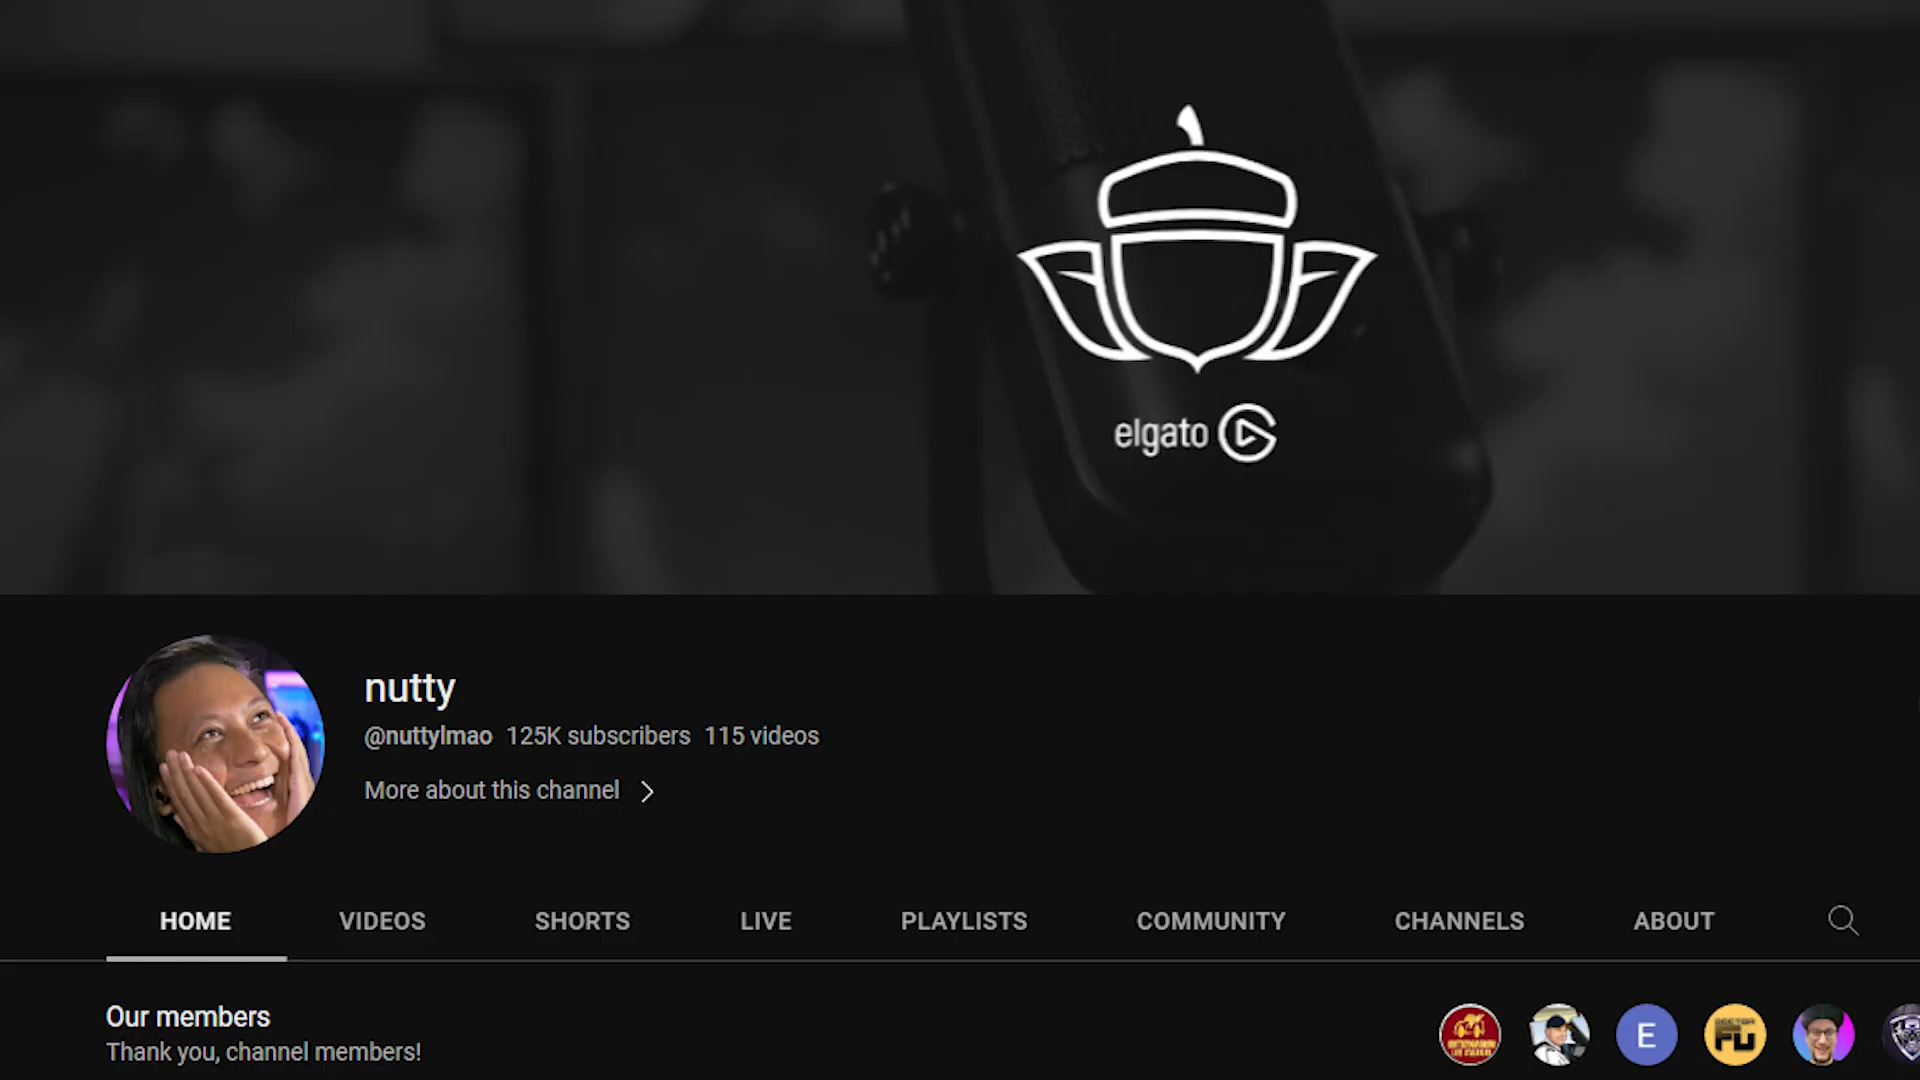 elgato
nutty
@nuttylmao 125K subscribers 115 videos
More about this channel
HOME VIDEOS SHORTS LIVE PLAYLISTS COMMUNITY CHANNELS ABOUT
Our members
Thank you, channel members!
E
FU